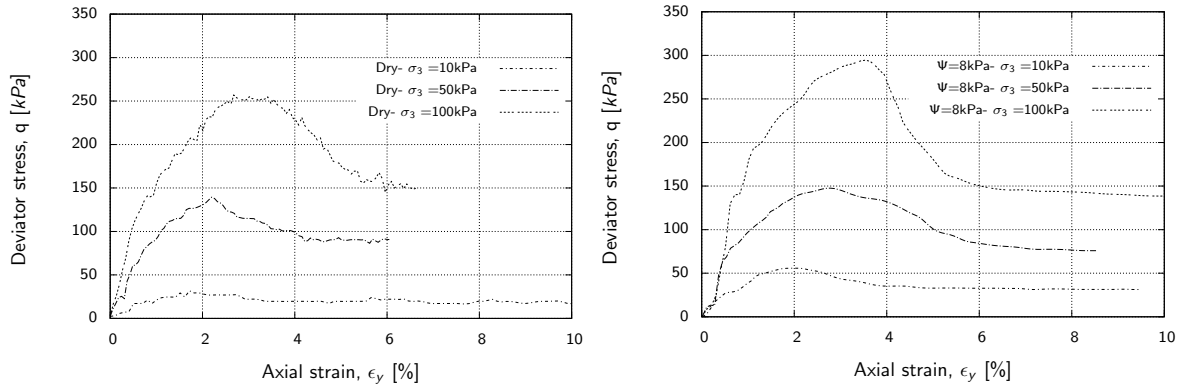 350
300
250
200
150
100
50
0
0 2 4 6 8 10
Deviator stress, q [kPa]
Axial strain, ϵy [%]
Dry- σ3 =10kPa
Dry- σ3 =50kPa
Dry- σ3 =100kPa
350
300
250
200
150
100
50
0
0 2 4 6 8 10
Deviator stress, q [kPa]
Axial strain, ϵy [%]
Ψ=8kPa- σ3 =10kPa
Ψ=8kPa- σ3 =50kPa
Ψ=8kPa- σ3 =100kPa